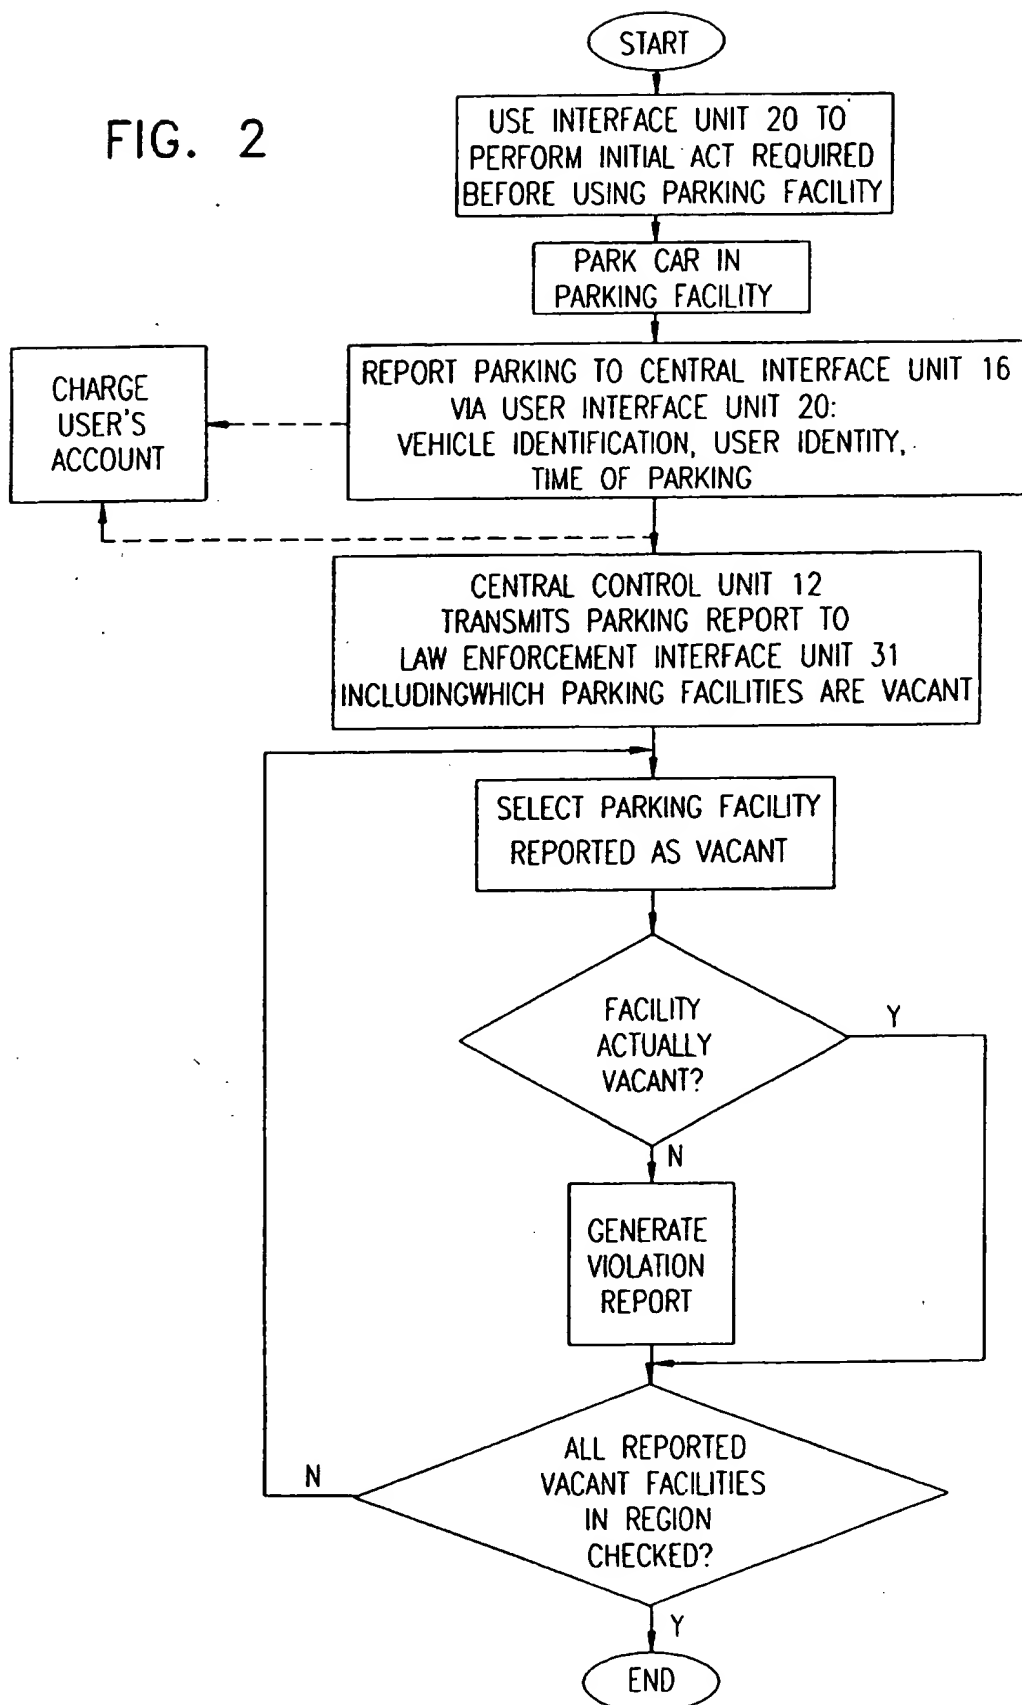 START
FIG. 2
USE INTERFACE UNIT 20 TO
PERFORM INITIAL ACT REQUIRED
BEFORE USING PARKING FACILITY
PARK CAR IN
PARKING FACILITY
REPORT PARKING TO CENTRAL INTERFACE UNIT 16
VIA USER INTERFACE UNIT 20:
VEHICLE IDENTIFICATION, USER IDENTITY,
TIME OF PARKING
CHARGE
USER'S
ACCOUNT
CENTRAL CONTROL UNIT 12
TRANSMITS PARKING REPORT TO
LAW ENFORCEMENT INTERFACE UNIT 31
INCLUDINGWHICH PARKING FACILITIES ARE VACANT
SELECT PARKING FACILITY
REPORTED AS VACANT
FACILITY
ACTUALLY
VACANT?
Y
N
GENERATE
VIOLATION
REPORT
ALL REPORTED
VACANT FACILITIES
IN REGION
CHECKED?
N
Y
END